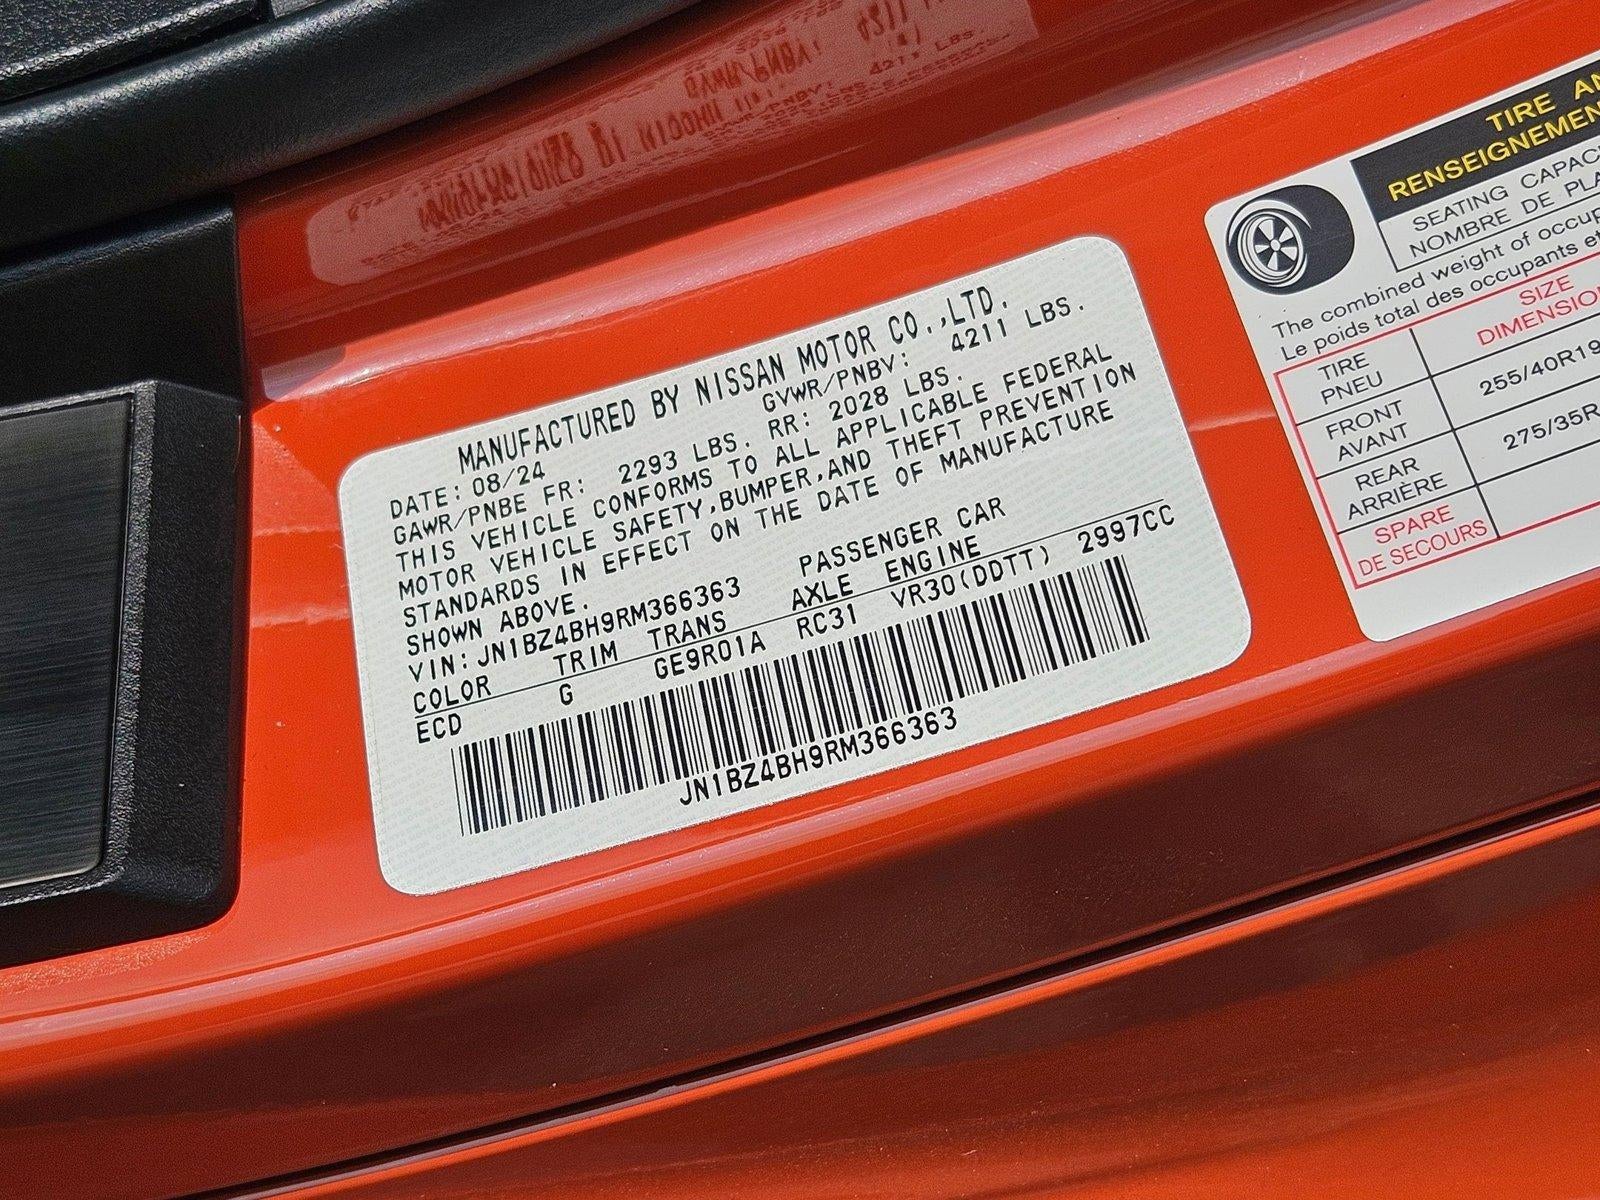 MANUFACTURED BY NISSAN MOTOR CO.,LTD.
DATE: 08/24 GVWR/PNBV: 4211 LBS.
GAWR/PNBE FR: 2293 LBS. RR: 2028 LBS.
THIS VEHICLE CONFORMS TO ALL APPLICABLE FEDERAL
MOTOR VEHICLE SAFETY,BUMPER,AND THEFT PREVENTION
STANDARDS IN EFFECT ON THE DATE OF MANUFACTURE
SHOWN ABOVE.
VIN: JN1BZ4BH9RM366363 PASSENGER CAR
COLOR TRIM TRANS AXLE ENGINE
ECD G GE9R01A RC31 VR30(DDTT) 2997CC
JN1BZ4BH9RM366363
TIRE
RENSEIGNEMEN
SEATING CAPAC
NOMBRE DE PLA
The combined weight of occup
Le poids total des occupants et
TIRE SIZE
PNEU DIMENSIO
FRONT 255/40R19
AVANT
REAR 275/35R
ARRIÈRE
SPARE
DE SECOURS